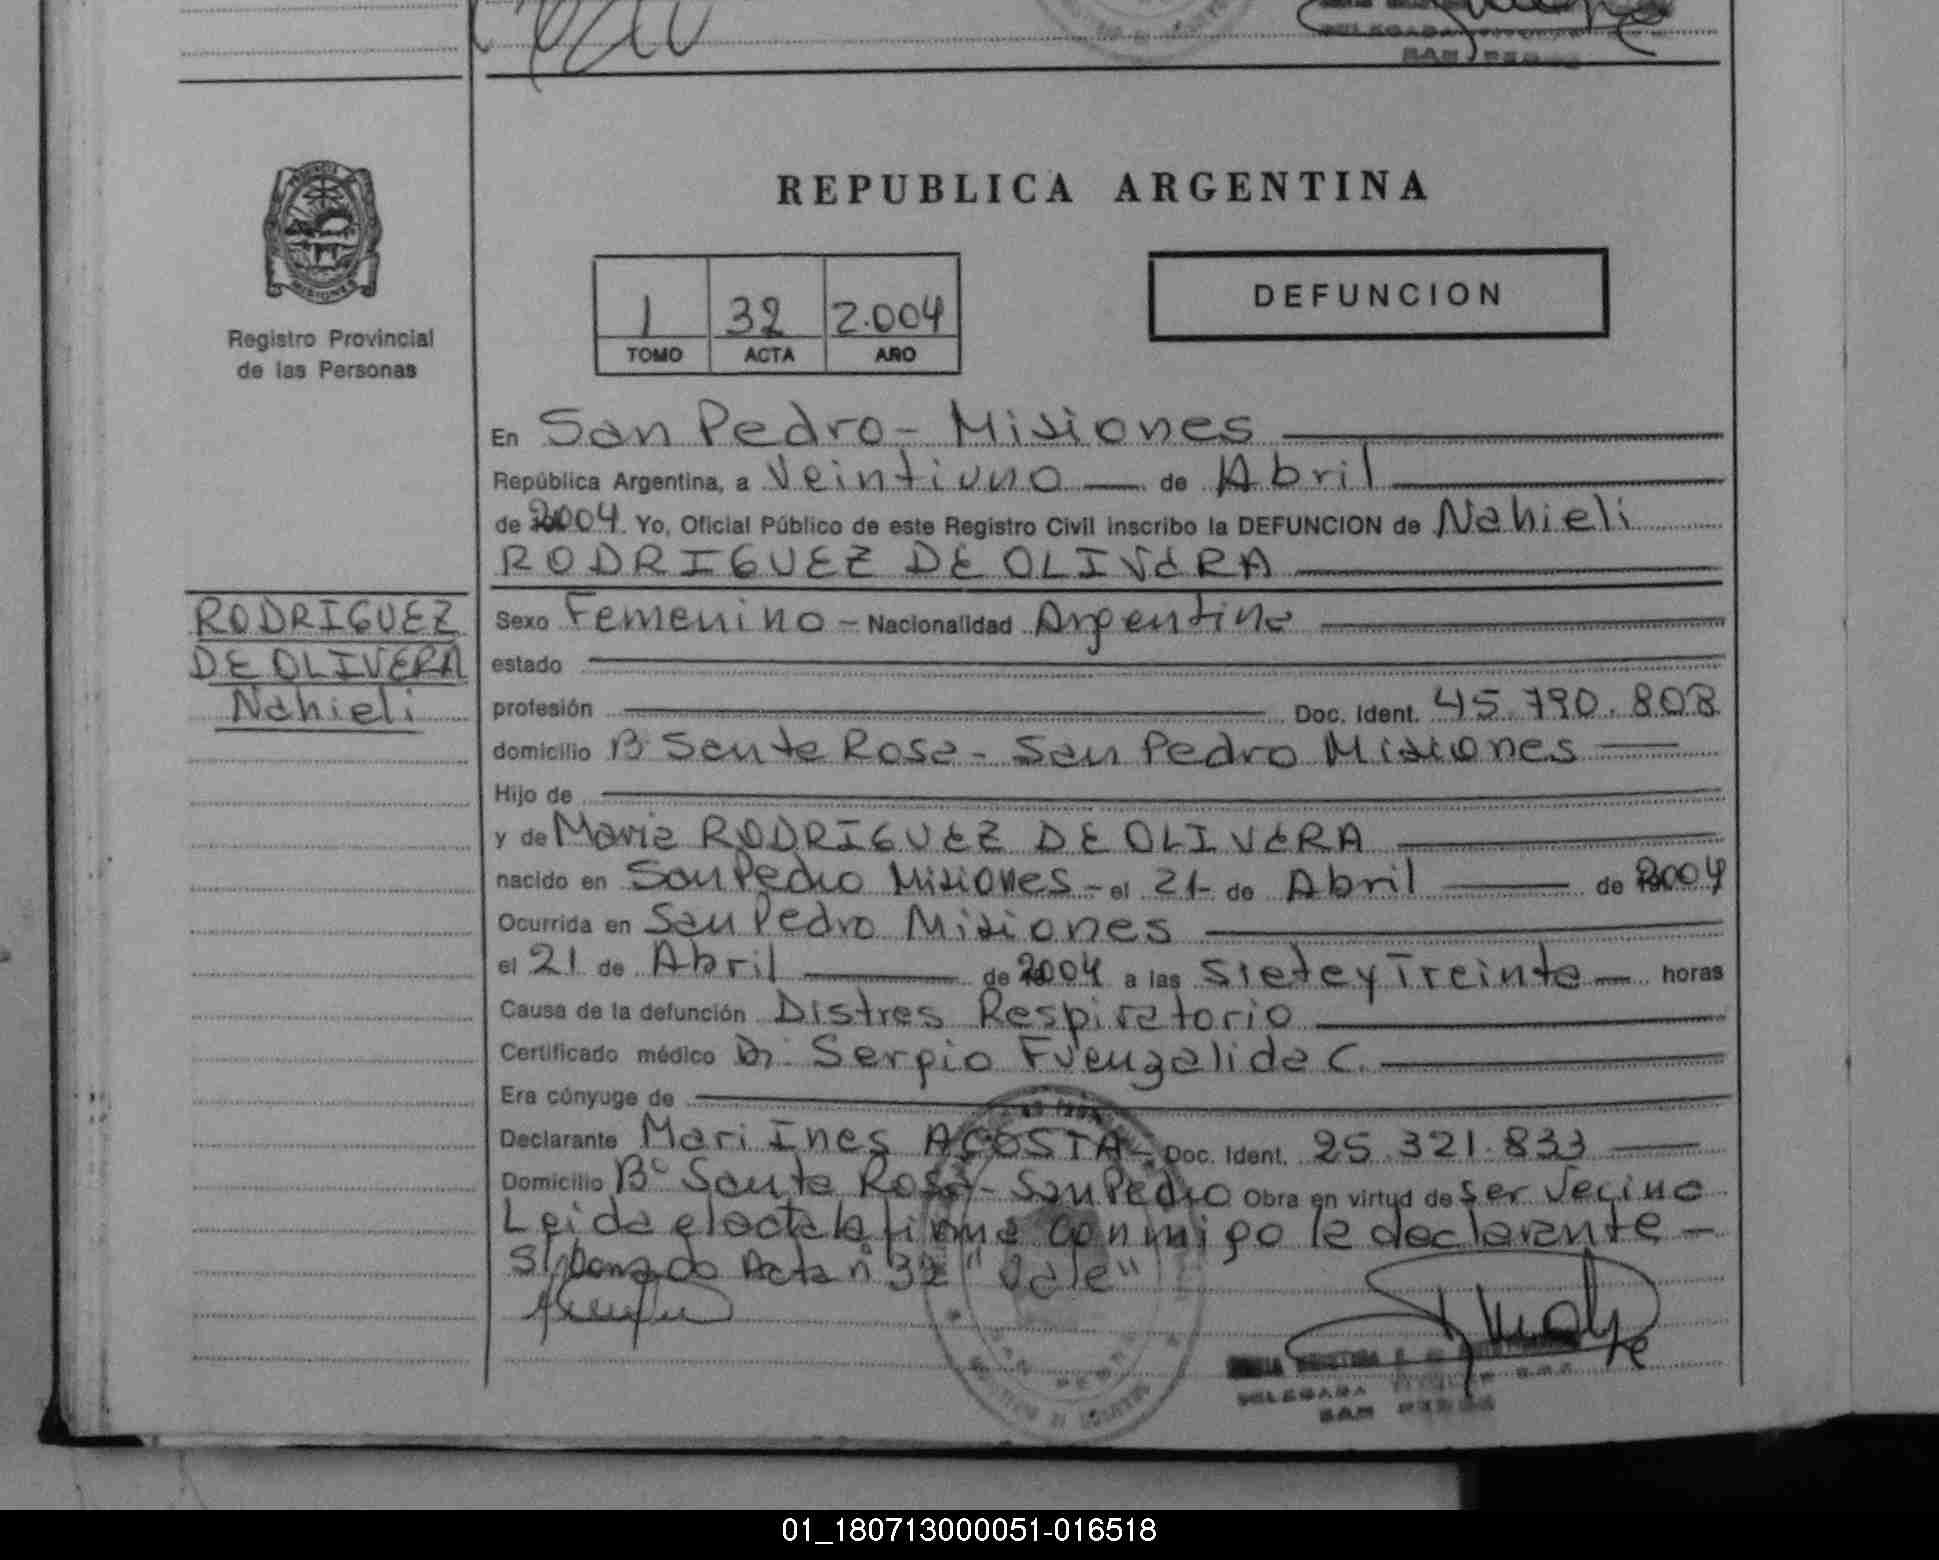 REPUBLICA ARGENTINA
MISIONES
Registro Provincial
de las Personas
1 32 2.004
TOMO ACTA AÑO
DEFUNCION
En San Pedro - Misiones
República Argentina, a Veintiuno de Abril
de 2004 Yo, Oficial Público de este Registro Civil inscribo la DEFUNCION de Nahieli
RODRIGUEZ DE OLIVERA
RODRIGUEZ
DE OLIVERA
Nahieli
Sexo Femenino - Nacionalidad Argentina
estado
profesión Doc. Ident. 45.790.808
domicilio B Santa Rosa - San Pedro Misiones
Hijo de
y de Maria RODRIGUEZ DE OLIVERA
nacido en San Pedro Misiones - el 21 - de Abril de 2004
Ocurrida en San Pedro Misiones
el 21 de Abril de 2004 a las Siete y Treinta horas
Causa de la defunción Distres Respiratorio
Certificado médico Dr. Sergio Fuenzalida C.
Era cónyuge de
Declarante Mari Ines ACOSTA - Doc. Ident. 25.321.833
Domicilio Bº Santa Rosa - San Pedro Obra en virtud de ser Vecina
Leida el acta la firma conmigo la declarante -
Acta nº 32 "Vale"
DELEGADA
SAN PEDRO
01_180713000051-016518